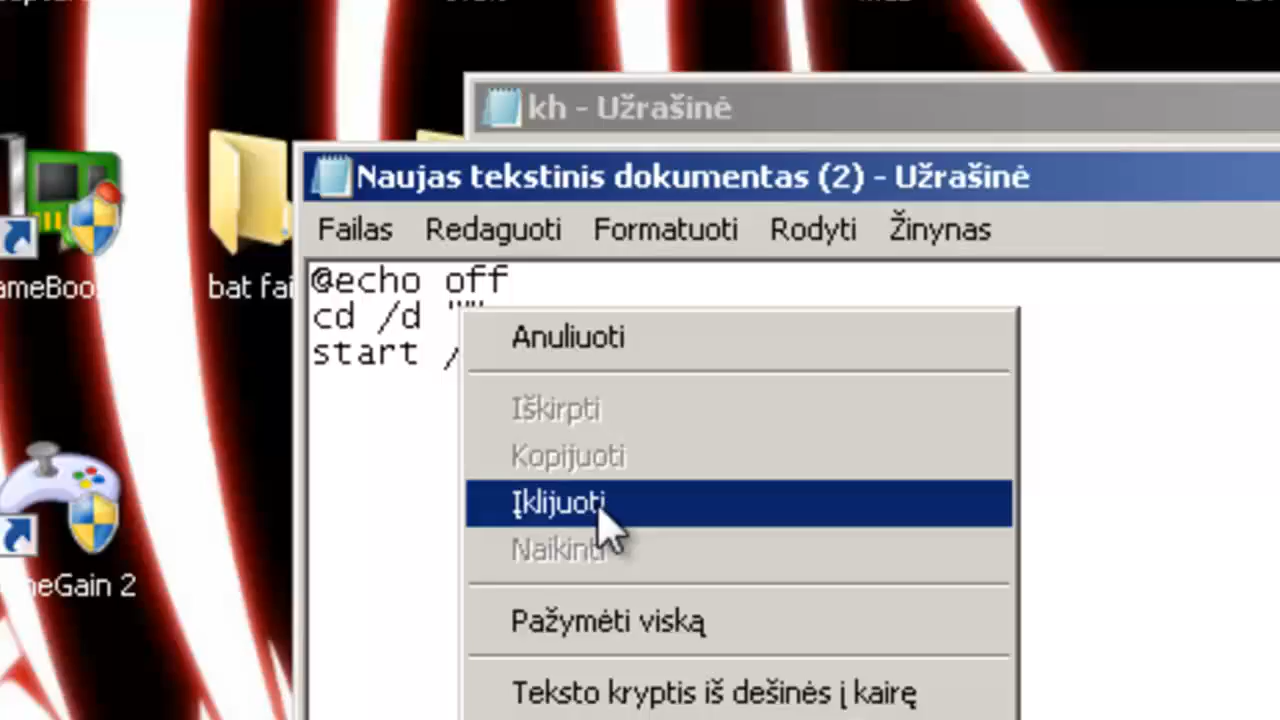 kh - Užrašinė
Naujas tekstinis dokumentas (2) - Užrašinė
Failas Redaguoti Formatuoti Rodyti Žinynas
@echo off
cd /d ""
start /
bat fai
ameBoo
Anuliuoti
Iškirpti
Kopijuoti
Įklijuoti
Naikinti
neGain 2
Pažymėti viską
Teksto kryptis iš dešinės į kairę